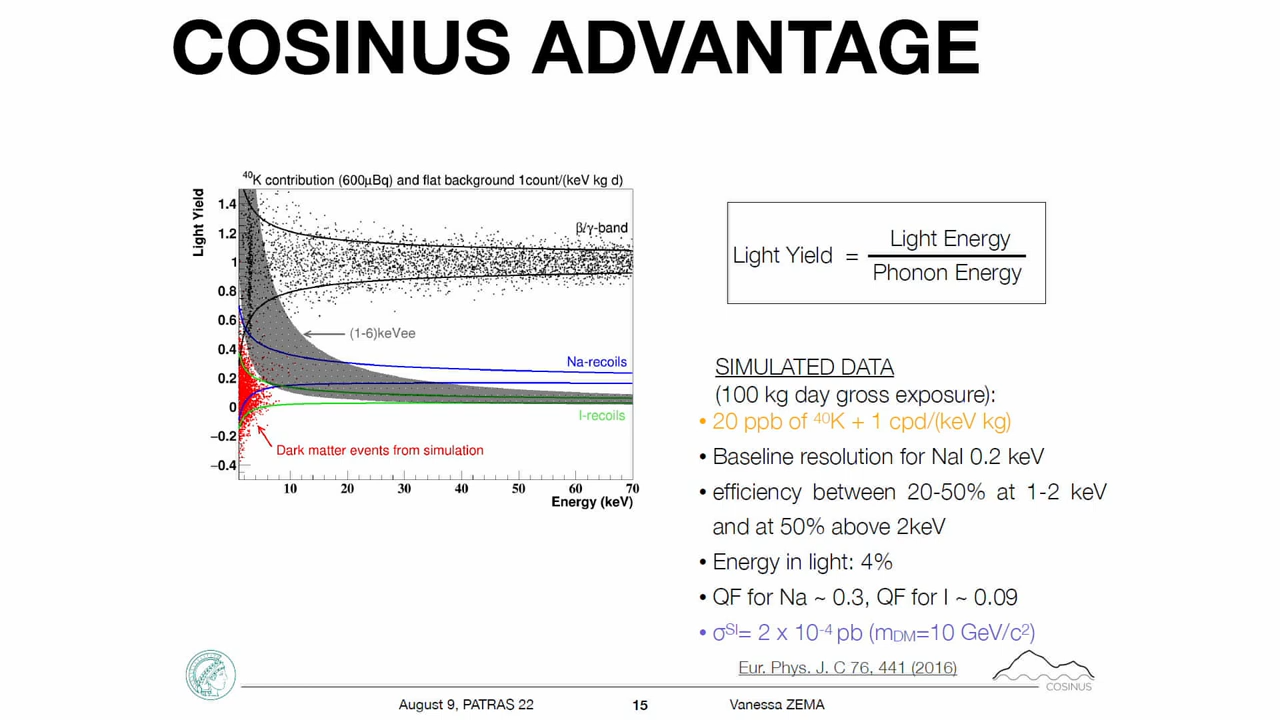 COSINUS ADVANTAGE
⁴⁰K contribution (600μBq) and flat background 1count/(keV kg d)
Light Yield
1.4
1.2
1
0.8
0.6
0.4
0.2
0
−0.2
−0.4
β/γ-band
(1-6)keVee
Na-recoils
I-recoils
Dark matter events from simulation
10 20 30 40 50 60 70
Energy (keV)
Light Yield = Light Energy
Phonon Energy
SIMULATED DATA
(100 kg day gross exposure):
• 20 ppb of ⁴⁰K + 1 cpd/(keV kg)
• Baseline resolution for NaI 0.2 keV
• efficiency between 20-50% at 1-2 keV
and at 50% above 2keV
• Energy in light: 4%
• QF for Na ~ 0.3, QF for I ~ 0.09
• σˢᴵ= 2 x 10⁻⁴ pb (mDM=10 GeV/c²)
Eur. Phys. J. C 76, 441 (2016)
COSINUS
August 9, PATRAS 22 15 Vanessa ZEMA